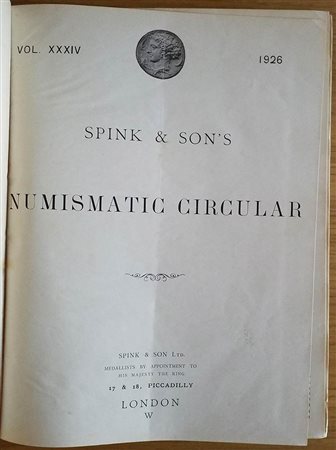 VOL. XXXIV 1926
SPINK & SON'S
NUMISMATIC CIRCULAR
SPINK & SON LTD.
MEDALLISTS BY APPOINTMENT TO
HIS MAJESTY THE KING
17 & 18, PICCADILLY
LONDON
W